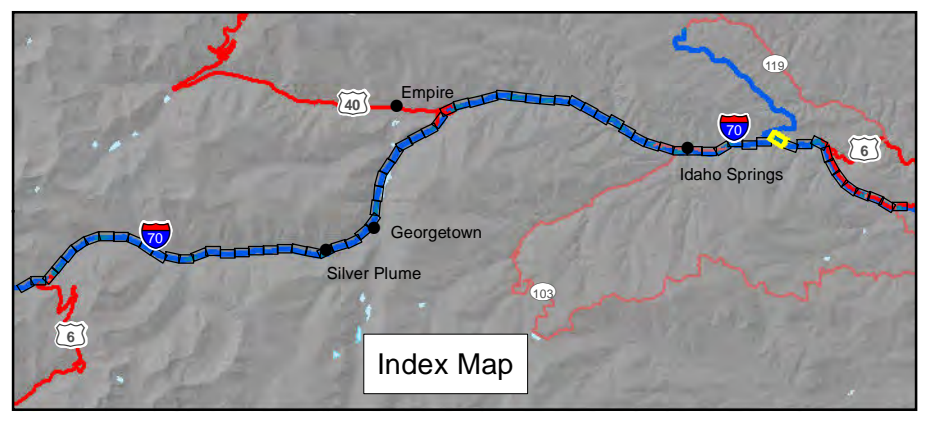 119
Empire
40
70
6
Idaho Springs
Georgetown
70
Silver Plume
103
6
Index Map